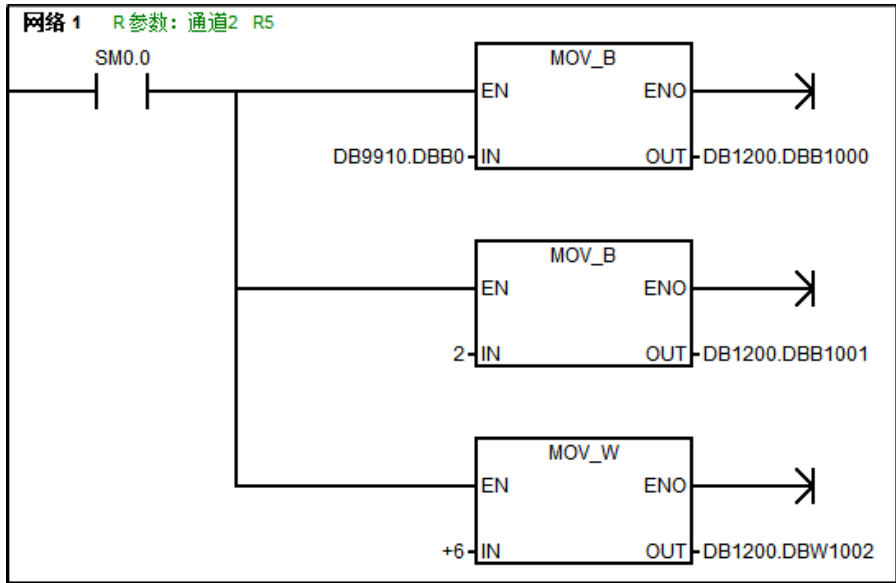 网络 1 R参数：通道2 R5
SM0.0
MOV_B
EN ENO
DB9910.DBB0 IN OUT DB1200.DBB1000
MOV_B
EN ENO
2 IN OUT DB1200.DBB1001
MOV_W
EN ENO
+6 IN OUT DB1200.DBW1002